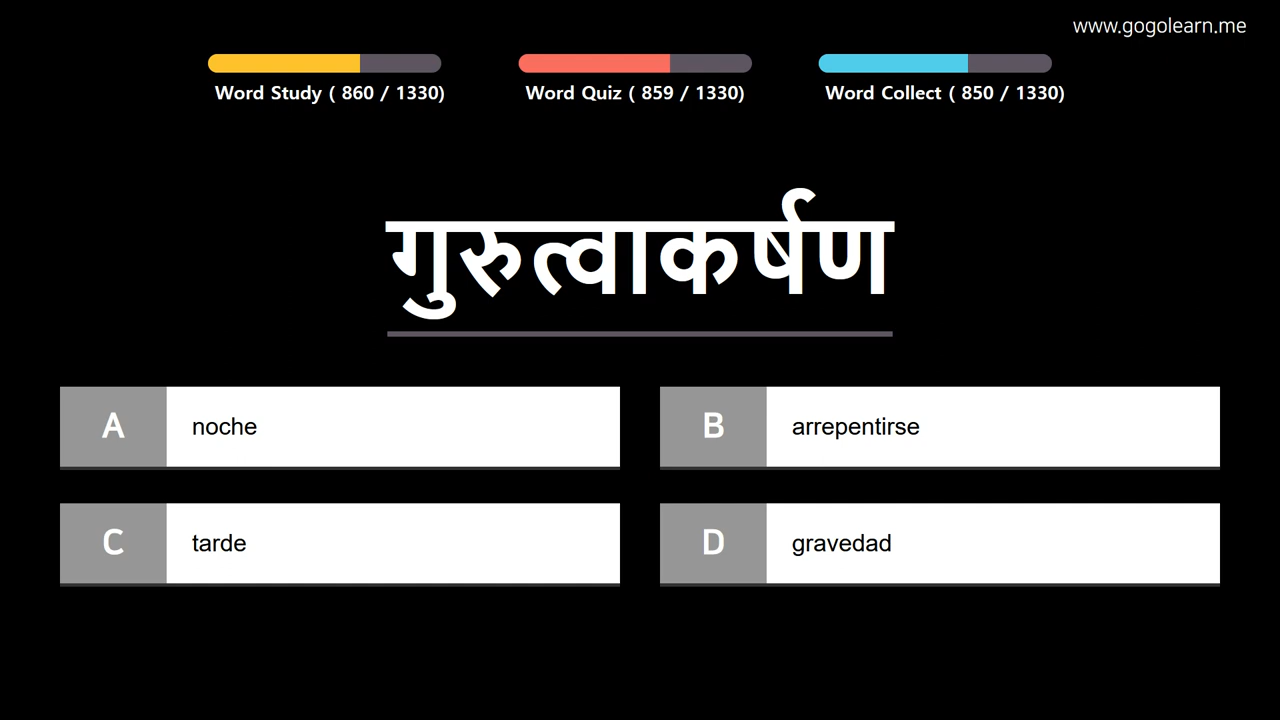 www.gogolearn.me
Word Study ( 860 / 1330)
Word Quiz ( 859 / 1330)
Word Collect ( 850 / 1330)
गुरुत्वाकर्षण
A noche
B arrepentirse
C tarde
D gravedad